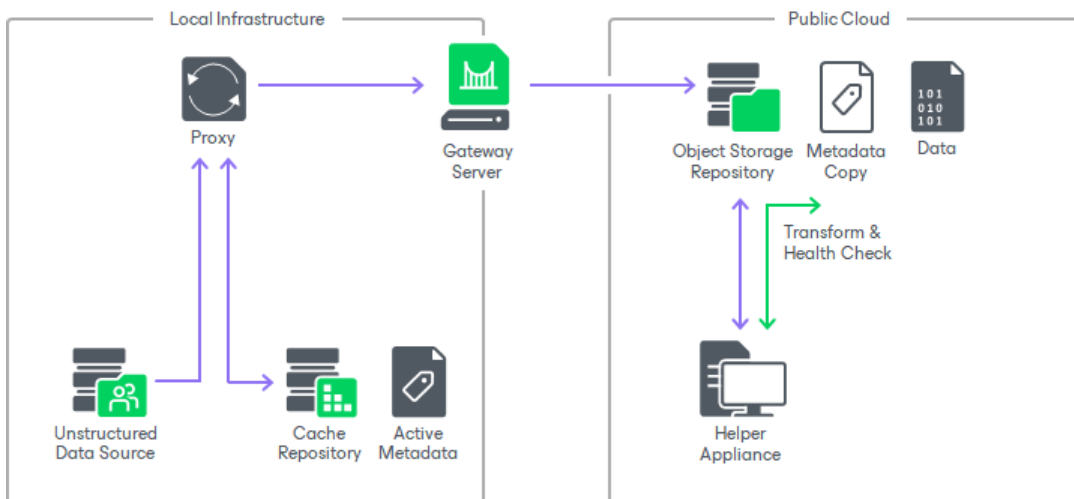 Local Infrastructure
Public Cloud
Proxy
Gateway
Server
Object Storage
Repository
Metadata
Copy
101
010
101
Data
Transform &
Health Check
Unstructured
Data Source
Cache
Repository
Active
Metadata
Helper
Appliance